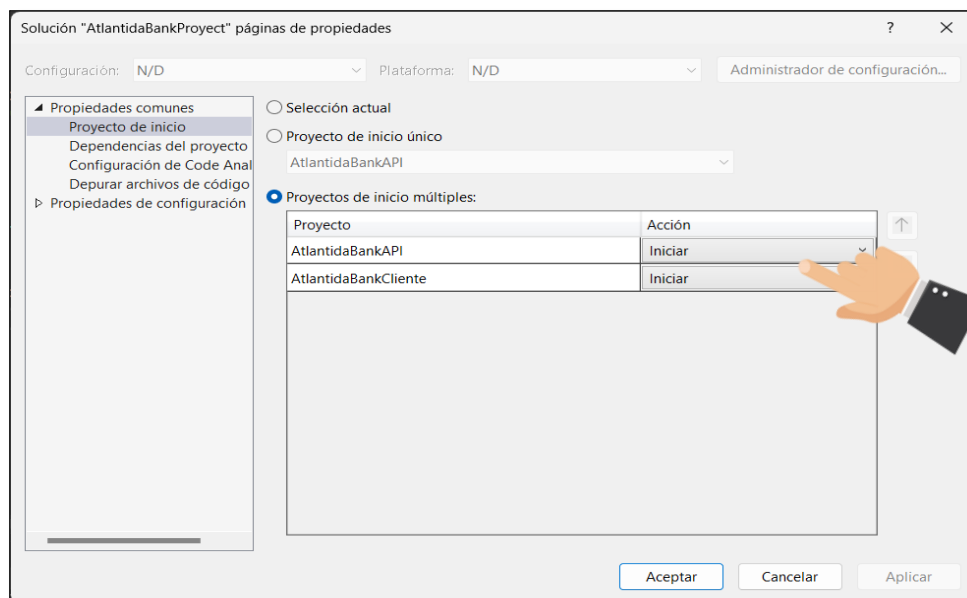 Solución "AtlantidaBankProyect" páginas de propiedades
Configuración: N/D Plataforma: N/D Administrador de configuración...
Propiedades comunes
Proyecto de inicio
Dependencias del proyecto
Configuración de Code Anal
Depurar archivos de código
Propiedades de configuración
Selección actual
Proyecto de inicio único
AtlantidaBankAPI
Proyectos de inicio múltiples:
Proyecto Acción
AtlantidaBankAPI Iniciar
AtlantidaBankCliente Iniciar
Aceptar Cancelar Aplicar